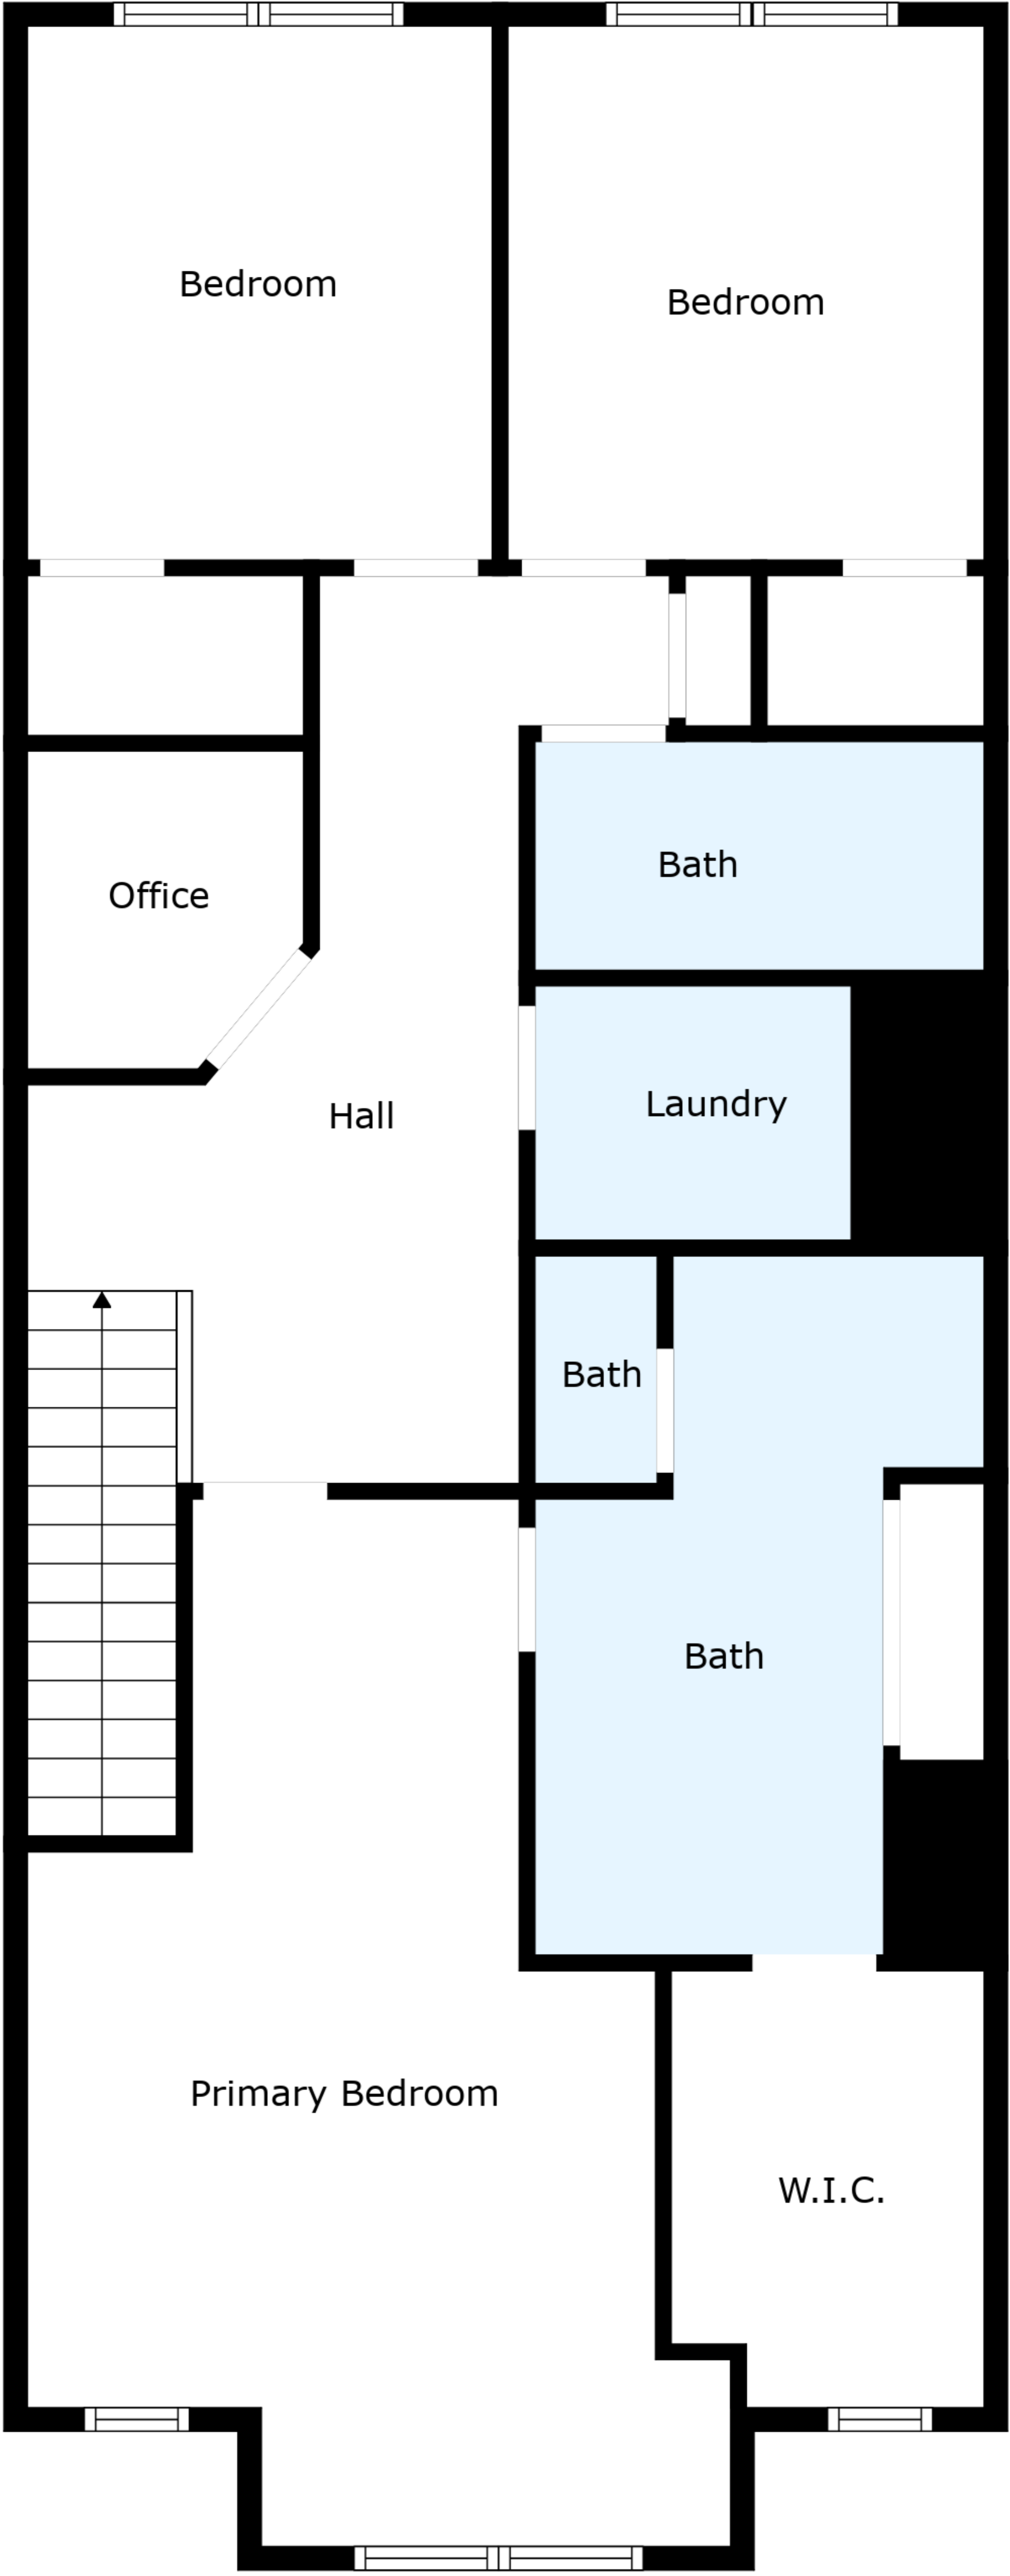 Bedroom
Bedroom
Bath
Office
Laundry
Hall
Bath
Bath
Primary Bedroom
W.I.C.